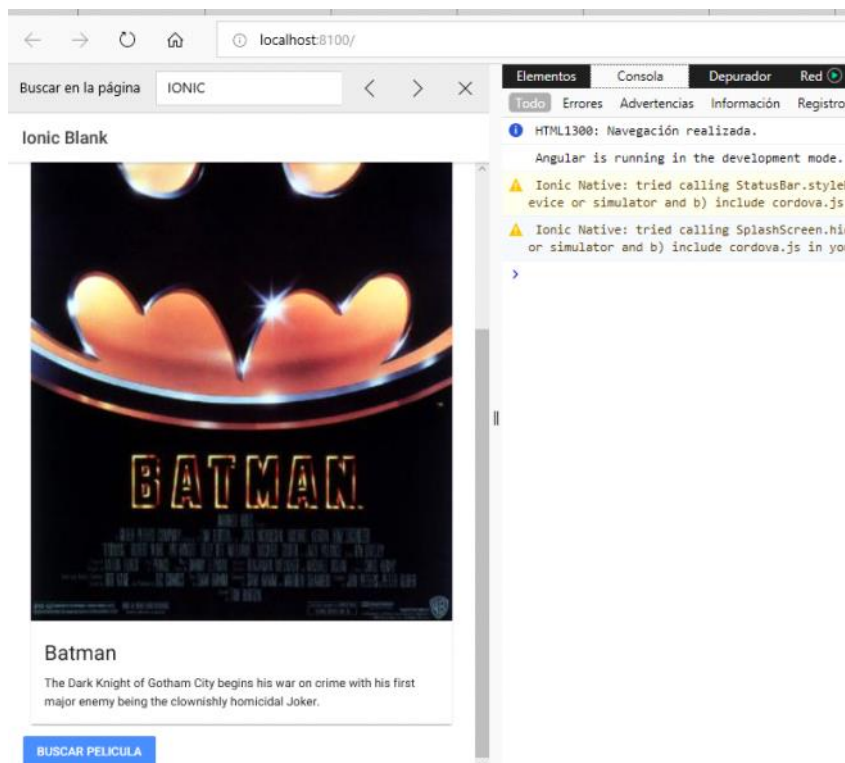 localhost:8100/
Buscar en la página IONIC
Ionic Blank
BATMAN
Batman
The Dark Knight of Gotham City begins his war on crime with his first
major enemy being the clownishly homicidal Joker.
BUSCAR PELICULA
Elementos Consola Depurador Red
Todo Errores Advertencias Información Registro
HTML1300: Navegación realizada.
Angular is running in the development mode.
Ionic Native: tried calling StatusBar.style
evice or simulator and b) include cordova.js
Ionic Native: tried calling SplashScreen.hi
or simulator and b) include cordova.js in yo